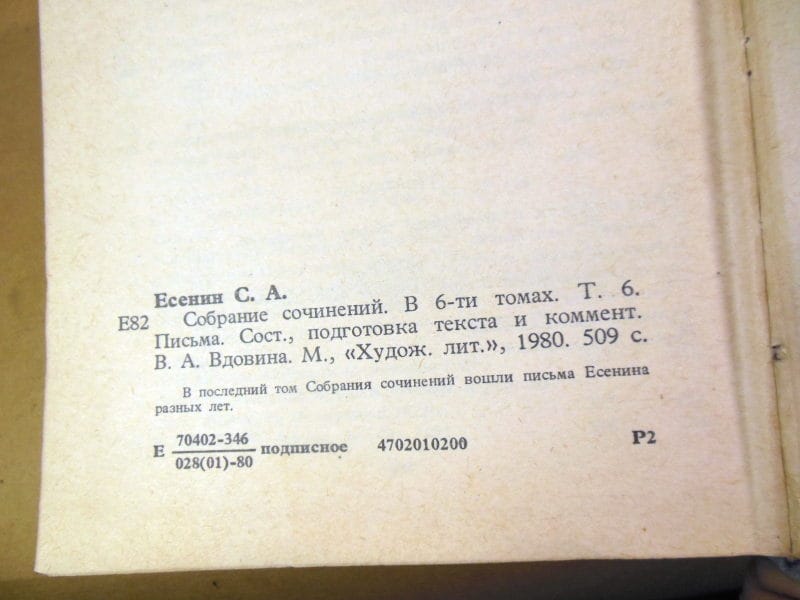 Есенин С. А.
Е82 Собрание сочинений. В 6-ти томах. Т. 6.
Письма. Сост., подготовка текста и коммент.
В. А. Вдовина. М., «Худож. лит.», 1980. 509 с.
В последний том Собрания сочинений вошли письма Есенина
разных лет.
70402-346
Е подписное 4702010200 Р2
028(01)-80